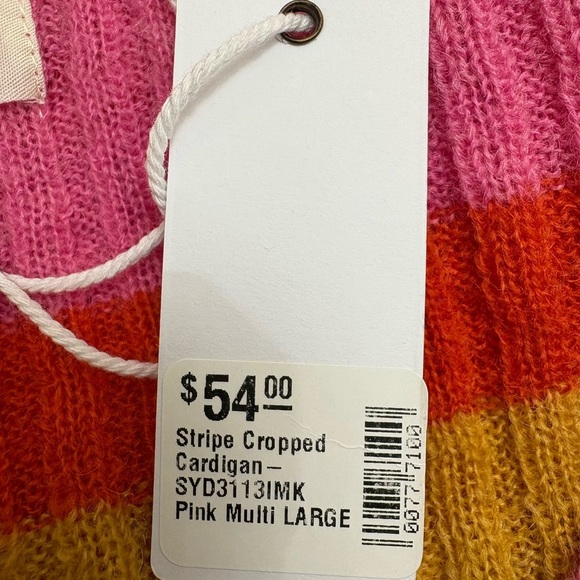 $54.00
Stripe Cropped
Cardigan—
SYD3113IMK
Pink Multi LARGE
00777100